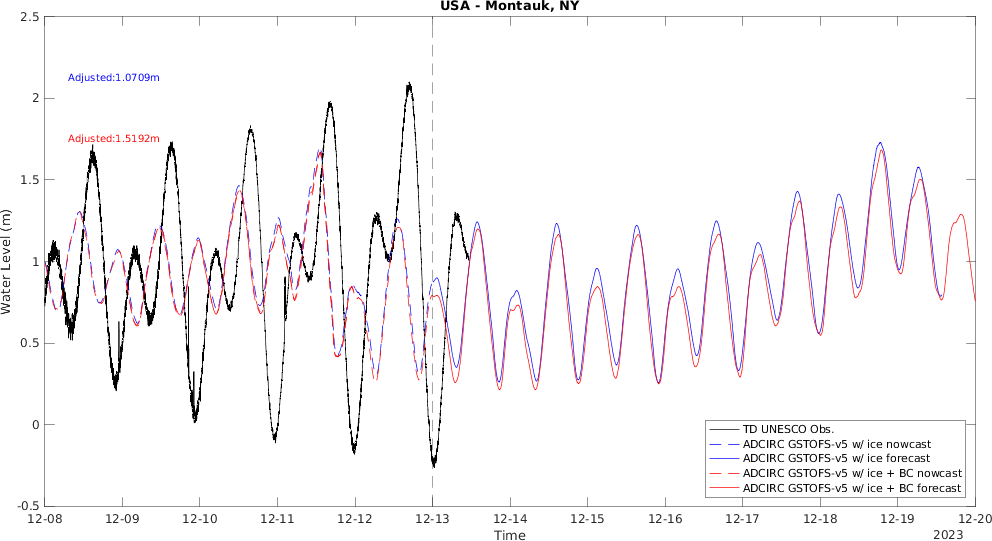 USA - Montauk, NY
2.5
2
1.5
1
0.5
0
-0.5
Water Level (m)
Adjusted:1.0709m
Adjusted:1.5192m
TD UNESCO Obs.
ADCIRC GSTOFS-v5 w/ ice nowcast
ADCIRC GSTOFS-v5 w/ ice forecast
ADCIRC GSTOFS-v5 w/ ice + BC nowcast
ADCIRC GSTOFS-v5 w/ ice + BC forecast
12-08 12-09 12-10 12-11 12-12 12-13 12-14 12-15 12-16 12-17 12-18 12-19 12-20
Time
2023